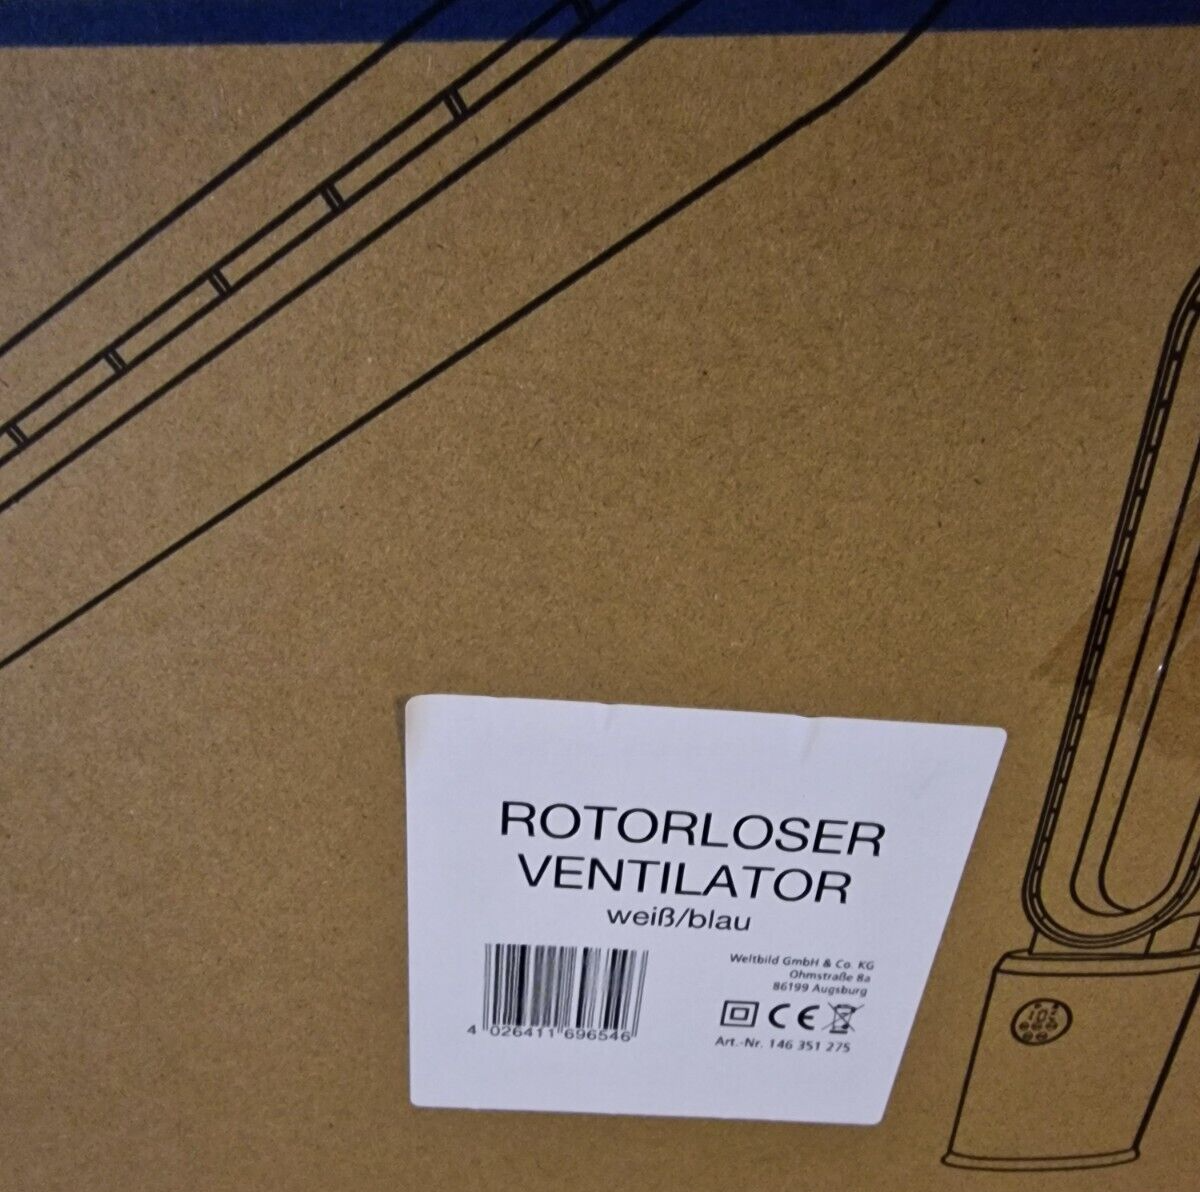 ROTORLOSER
VENTILATOR
weiß/blau
4 026411 696546
Weltbild GmbH & Co. KG
Ohmstraße 8a
86199 Augsburg
CE
Art.-Nr. 146 351 275